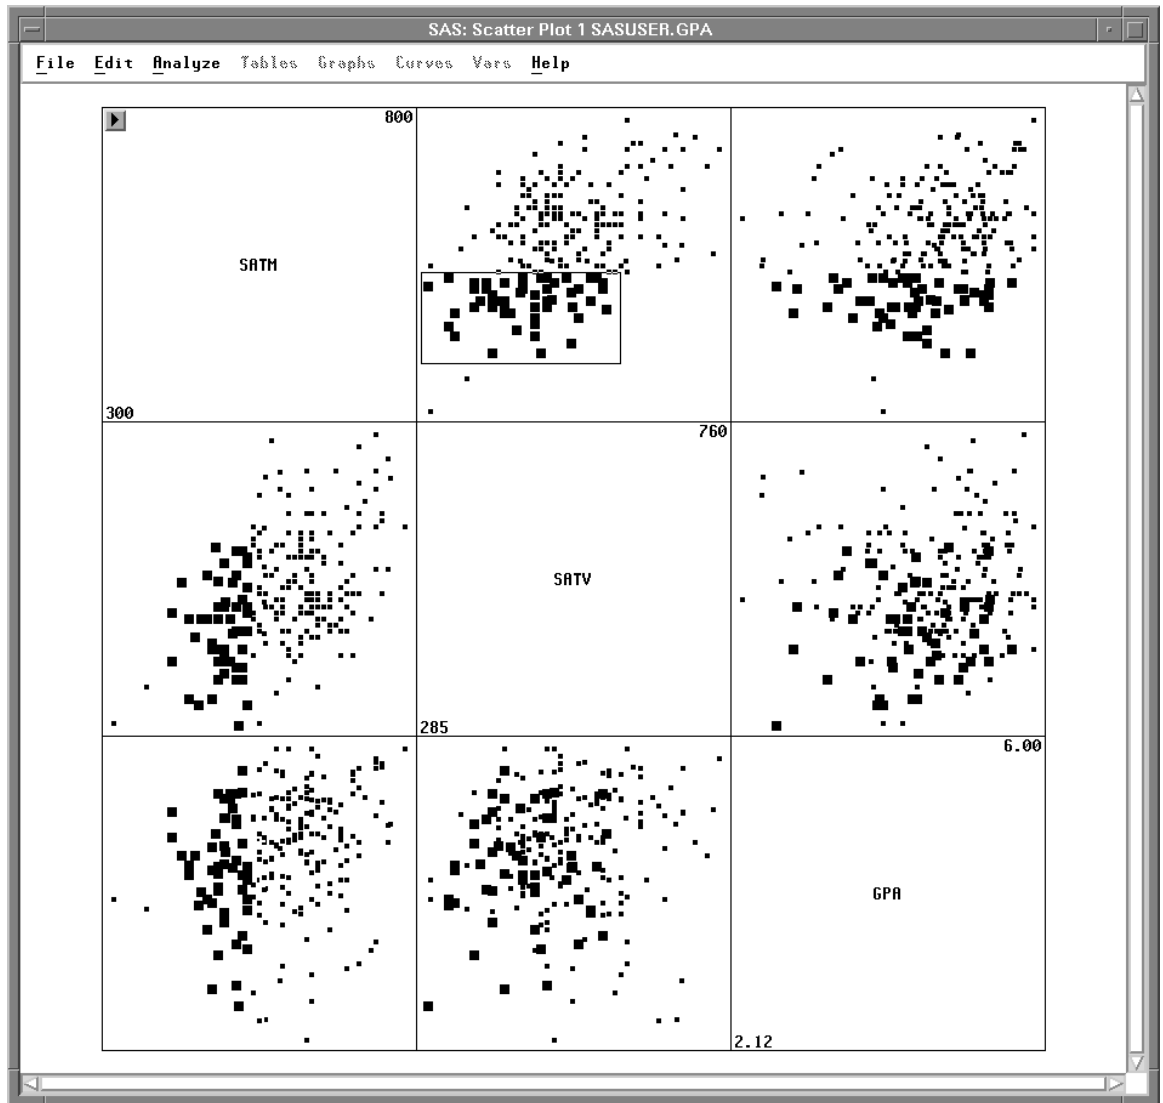 SAS: Scatter Plot 1 SASUSER.GPA
File Edit Analyze Tables Graphs Curves Vars Help
800
SATM
300
760
SATV
285
6.00
GPA
2.12